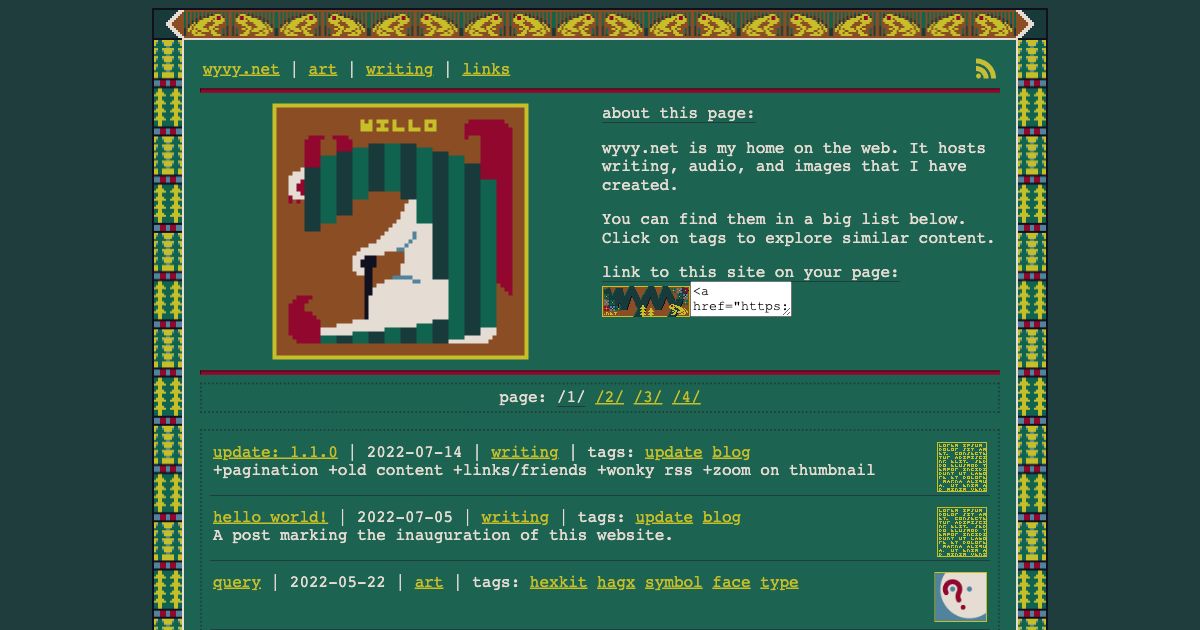 wyvy.net | art | writing | links
WILLO
about this page:
wyvy.net is my home on the web. It hosts
writing, audio, and images that I have
created.
You can find them in a big list below.
Click on tags to explore similar content.
link to this site on your page:
<a
href="https:
page: /1/ /2/ /3/ /4/
update: 1.1.0 | 2022-07-14 | writing | tags: update blog
+pagination +old content +links/friends +wonky rss +zoom on thumbnail
hello world! | 2022-07-05 | writing | tags: update blog
A post marking the inauguration of this website.
query | 2022-05-22 | art | tags: hexkit hagx symbol face type